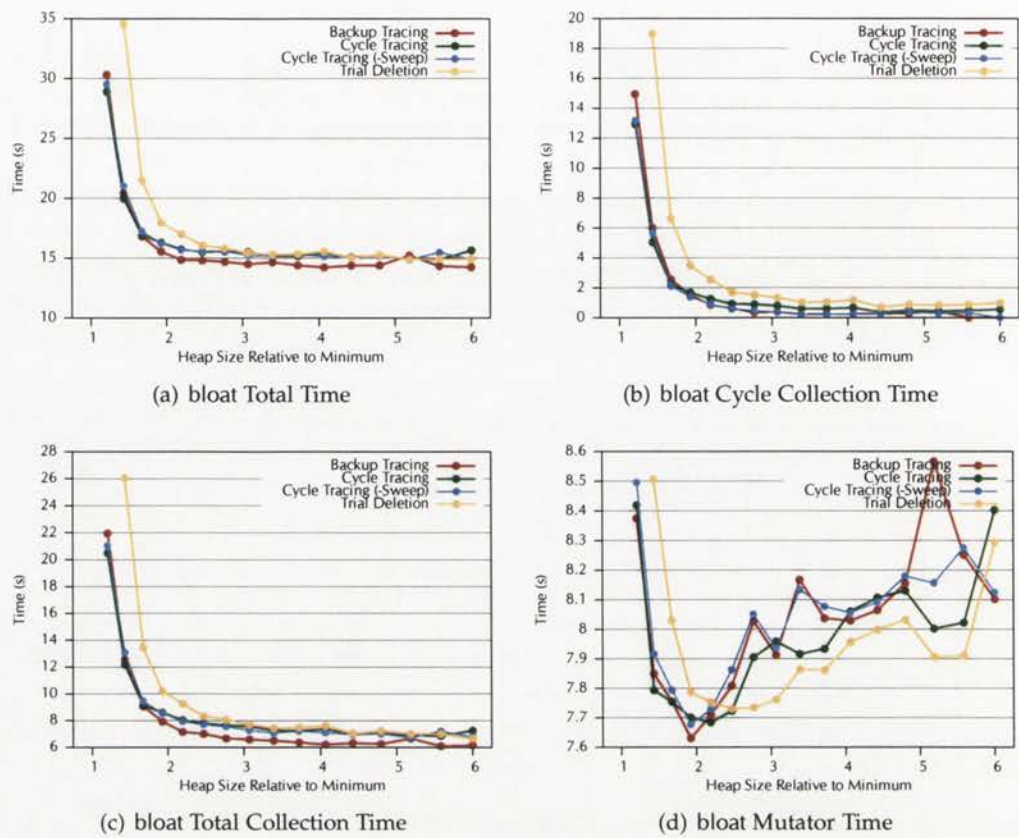 35
30
25
20
15
10
Time (s)
Backup Tracing
Cycle Tracing
Cycle Tracing (-Sweep)
Trial Deletion
1 2 3 4 5 6
Heap Size Relative to Minimum
(a) bloat Total Time
20
18
16
14
12
10
8
6
4
2
0
Time (s)
Backup Tracing
Cycle Tracing
Cycle Tracing (-Sweep)
Trial Deletion
1 2 3 4 5 6
Heap Size Relative to Minimum
(b) bloat Cycle Collection Time
28
26
24
22
20
18
16
14
12
10
8
6
Time (s)
Backup Tracing
Cycle Tracing
Cycle Tracing (-Sweep)
Trial Deletion
1 2 3 4 5 6
Heap Size Relative to Minimum
(c) bloat Total Collection Time
8.6
8.5
8.4
8.3
8.2
8.1
8
7.9
7.8
7.7
7.6
Time (s)
Backup Tracing
Cycle Tracing
Cycle Tracing (-Sweep)
Trial Deletion
1 2 3 4 5 6
Heap Size Relative to Minimum
(d) bloat Mutator Time